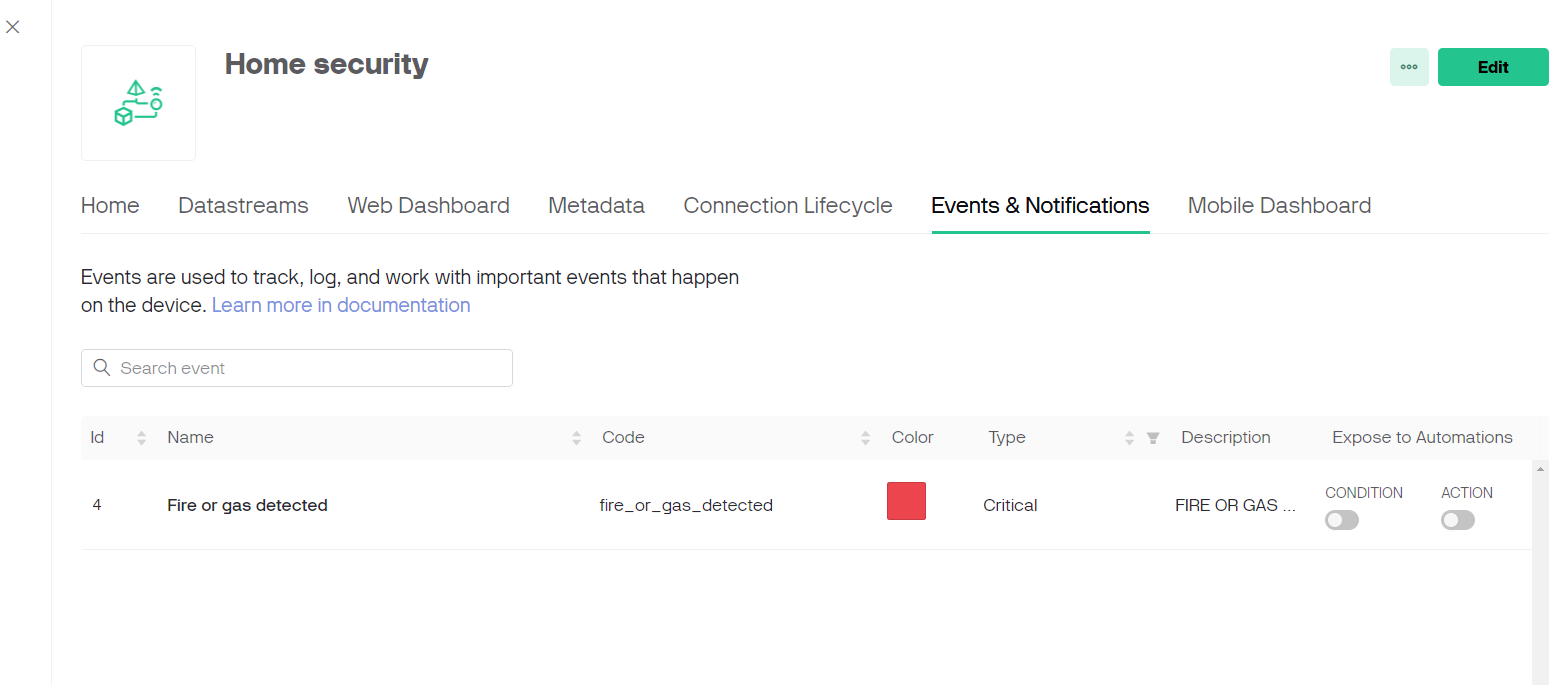 Home security
Edit
Home Datastreams Web Dashboard Metadata Connection Lifecycle Events & Notifications Mobile Dashboard
Events are used to track, log, and work with important events that happen
on the device. Learn more in documentation
Search event
Id Name Code Color Type Description Expose to Automations
CONDITION ACTION
4 Fire or gas detected fire_or_gas_detected Critical FIRE OR GAS ...